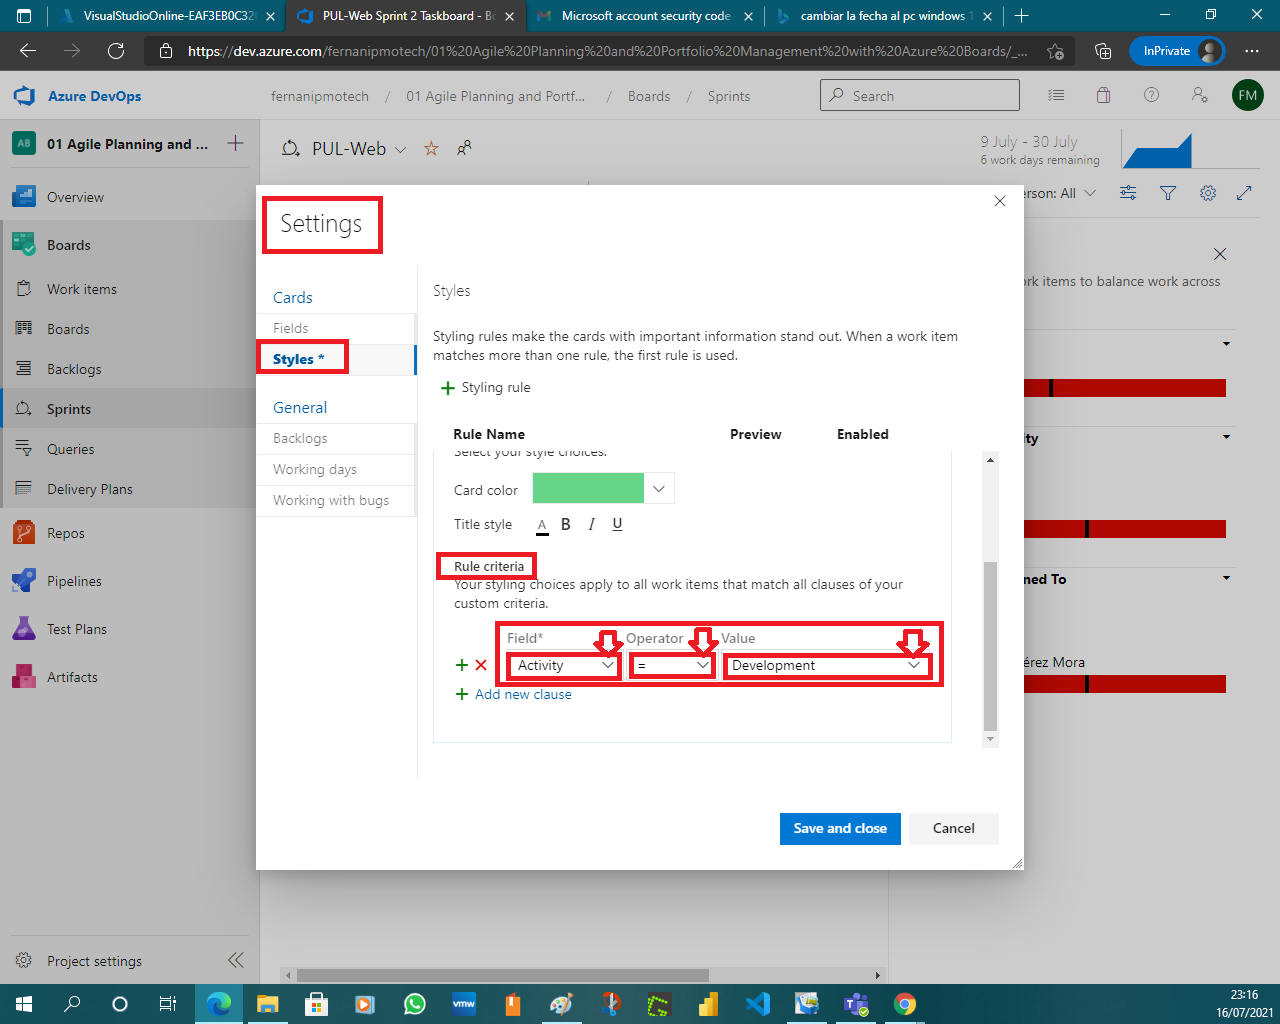 VisualStudioOnline-EAF3EB0C32
PUL-Web Sprint 2 Taskboard - Bo
Microsoft account security code
cambiar la fecha al pc windows 1
https://dev.azure.com/fernanipmotech/01%20Agile%20Planning%20and%20Portfolio%20Management%20with%20Azure%20Boards/_...
InPrivate
Azure DevOps
fernanipmotech / 01 Agile Planning and Portf... / Boards / Sprints
Search
FM
AB
01 Agile Planning and ...
PUL-Web
9 July - 30 July
6 work days remaining
Overview
erson: All
Boards
Work items
Boards
Backlogs
Sprints
Queries
Delivery Plans
Repos
Pipelines
Test Plans
Artifacts
Project settings
Settings
Cards
Fields
Styles *
General
Backlogs
Working days
Working with bugs
Styles
Styling rules make the cards with important information stand out. When a work item
matches more than one rule, the first rule is used.
Styling rule
Rule Name Preview Enabled
Select your style choices.
Card color
Title style A B I U
Rule criteria
Your styling choices apply to all work items that match all clauses of your
custom criteria.
Field* Operator Value
Activity = Development
Add new clause
Save and close Cancel
rk items to balance work across
ity
ned To
érez Mora
vmw
23:16
16/07/2021